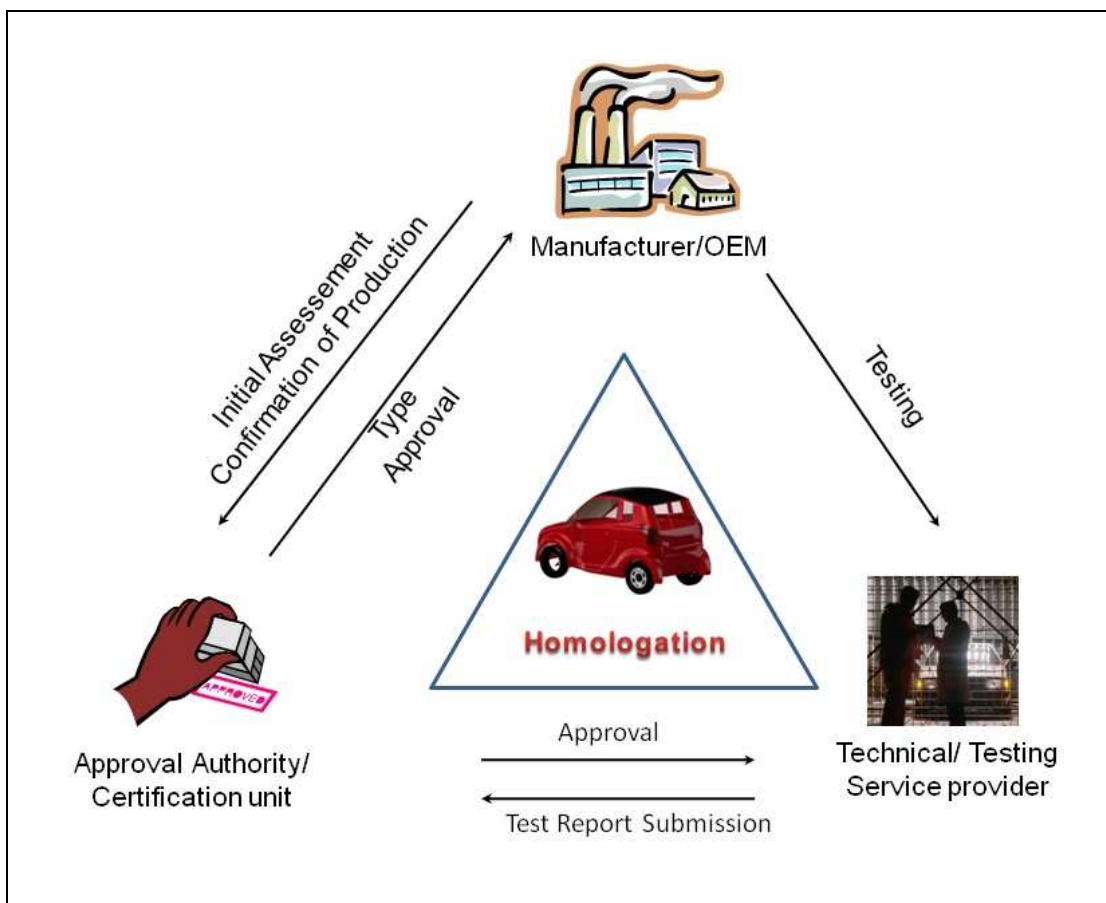 Manufacturer/OEM
Initial Assessement
Confirmation of Production
Type
Approval
Testing
Homologation
APPROVED
Approval Authority/
Certification unit
Approval
Test Report Submission
Technical/ Testing
Service provider